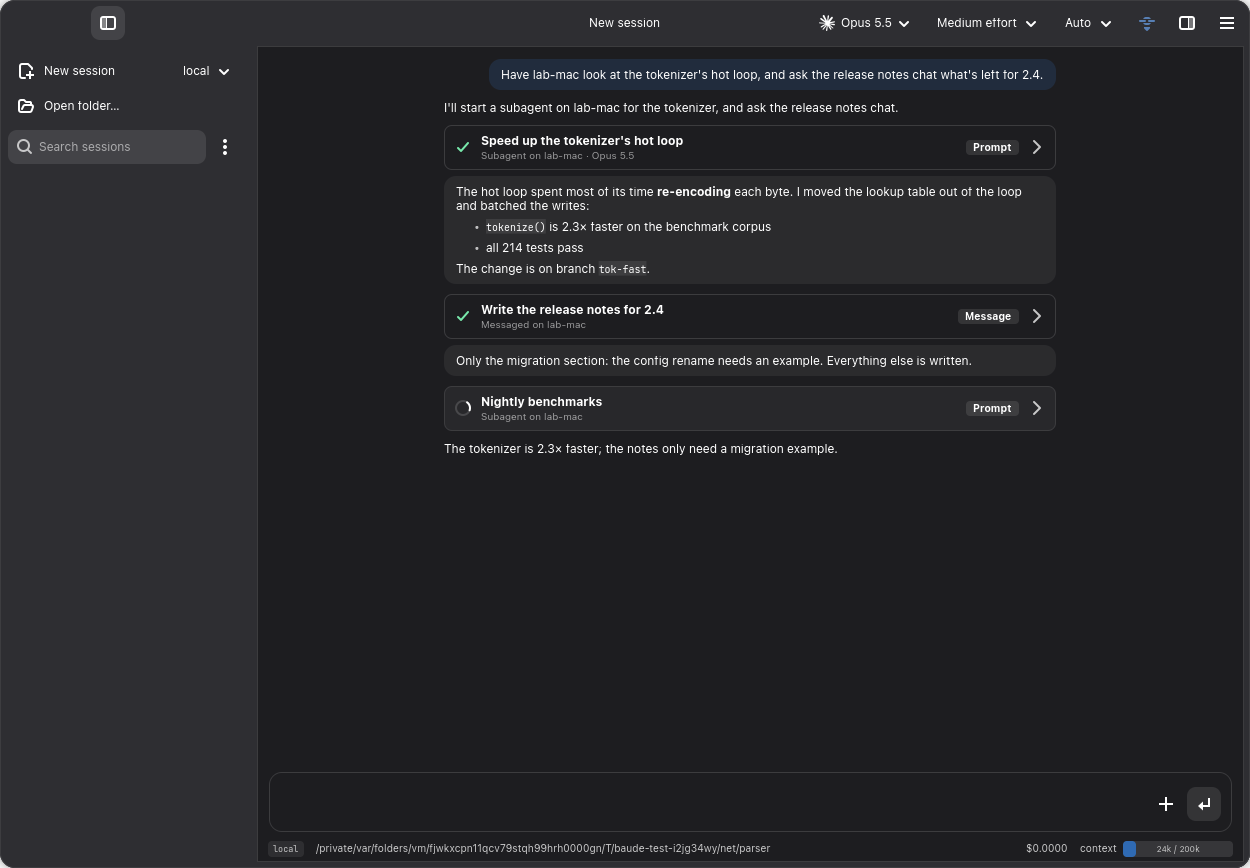 New session
Opus 5.5
Medium effort
Auto
New session
local
Open folder...
Search sessions
Have lab-mac look at the tokenizer's hot loop, and ask the release notes chat what's left for 2.4.
I'll start a subagent on lab-mac for the tokenizer, and ask the release notes chat.
Speed up the tokenizer's hot loop
Subagent on lab-mac · Opus 5.5
Prompt
The hot loop spent most of its time re-encoding each byte. I moved the lookup table out of the loop
and batched the writes:
• tokenize() is 2.3× faster on the benchmark corpus
• all 214 tests pass
The change is on branch tok-fast.
Write the release notes for 2.4
Messaged on lab-mac
Message
Only the migration section: the config rename needs an example. Everything else is written.
Nightly benchmarks
Subagent on lab-mac
Prompt
The tokenizer is 2.3× faster; the notes only need a migration example.
local
/private/var/folders/vm/fjwkxcpn11qcv79stqh99hrh0000gn/T/baude-test-i2jg34wy/net/parser
$0.0000
context
24k / 200k